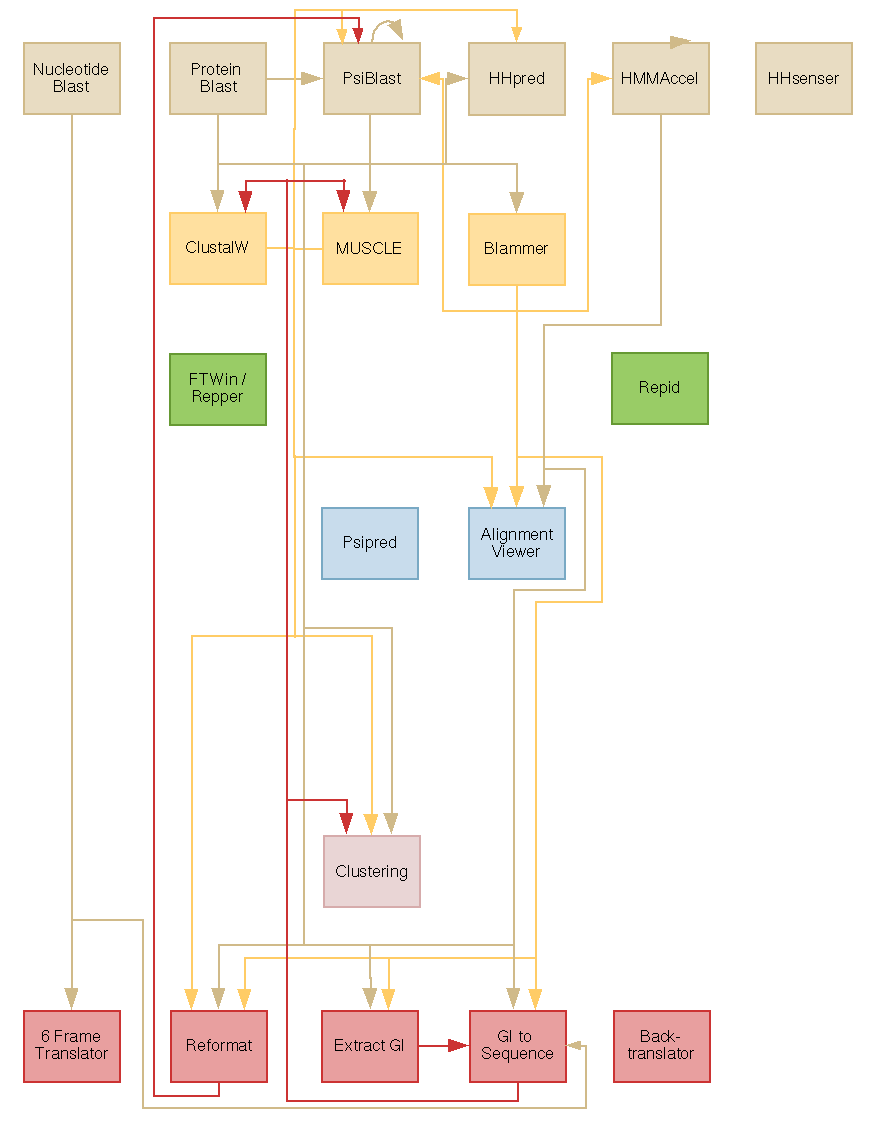 Nucleotide
Blast
Protein
Blast
PsiBlast
HHpred
HMMAccel
HHsenser
ClustalW
MUSCLE
Blammer
FTWin /
Repper
Repid
Psipred
Alignment
Viewer
Clustering
6 Frame
Translator
Reformat
Extract GI
GI to
Sequence
Back-
translator